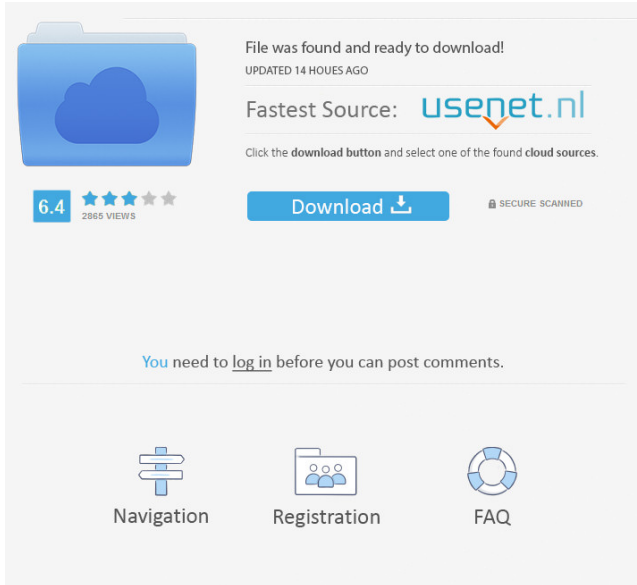 File was found and ready to download!
UPDATED 14 HOUES AGO
Fastest Source: usenet.nl
Click the download button and select one of the found cloud sources.
6.4
2865 VIEWS
Download
SECURE SCANNED
You need to log in before you can post comments.
Navigation
Registration
FAQ